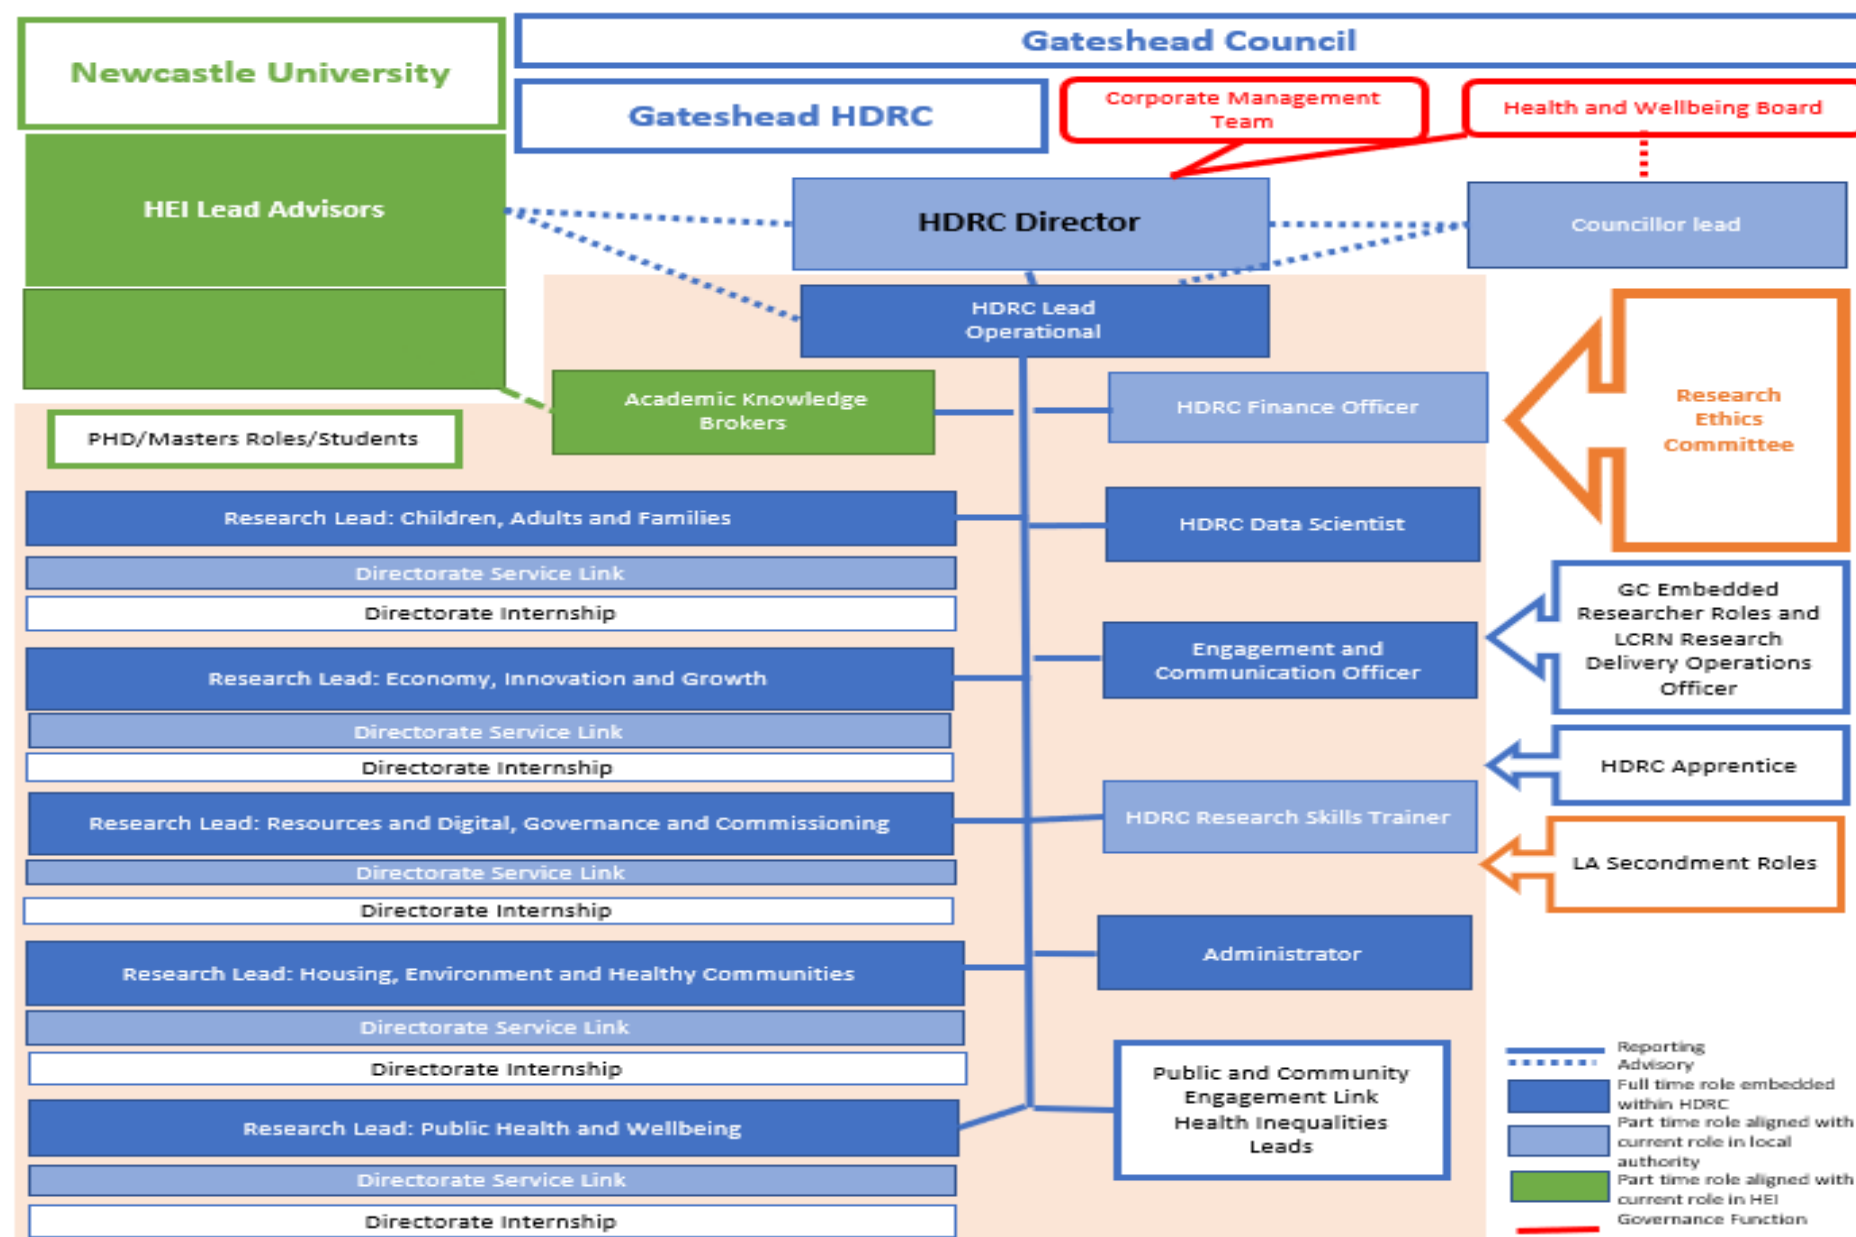 Newcastle University
Gateshead Council
Gateshead HDRC
Corporate Management
Team
Health and Wellbeing Board
HEI Lead Advisors
HDRC Director
Councillor lead
HDRC Lead
Operational
Academic Knowledge
Brokers
HDRC Finance Officer
Research
Ethics
Committee
PHD/Masters Roles/Students
Research Lead: Children, Adults and Families
HDRC Data Scientist
Directorate Service Link
Directorate Internship
GC Embedded
Researcher Roles and
LCRN Research
Delivery Operations
Officer
Research Lead: Economy, Innovation and Growth
Engagement and
Communication Officer
Directorate Service Link
Directorate Internship
HDRC Apprentice
Research Lead: Resources and Digital, Governance and Commissioning
HDRC Research Skills Trainer
LA Secondment Roles
Directorate Service Link
Directorate Internship
Research Lead: Housing, Environment and Healthy Communities
Administrator
Directorate Service Link
Directorate Internship
Public and Community
Engagement Link
Health Inequalities
Leads
Research Lead: Public Health and Wellbeing
Directorate Service Link
Directorate Internship
Reporting
Advisory
Full time role embedded
within HDRC
Part time role aligned with
current role in local
authority
Part time role aligned with
current role in HEI
Governance Function